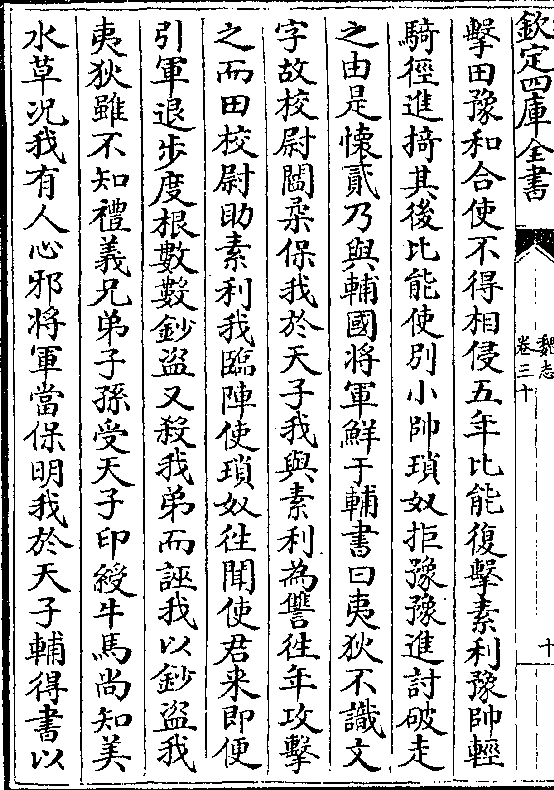 欽定四庫全書
魏志
卷三十
十
擊田豫和合使不得相侵五年比能復擊素利豫帥輕
騎徑進掎其後比能使别小帥瑣奴拒豫豫進討破走
之由是懷貳乃與輔國將軍鮮于輔書曰夷狄不識文
字故校尉閻柔保我於天子我與素利為讐往年攻擊
之而田校尉助素利我臨陣使瑣奴往聞使君来即便
引軍退步度根數數鈔盜又殺我弟而誣我以鈔盜我
夷狄雖不知禮義兄弟子孫受天子印綬牛馬尚知美
水草况我有人心邪將軍當保明我於天子輔得書以